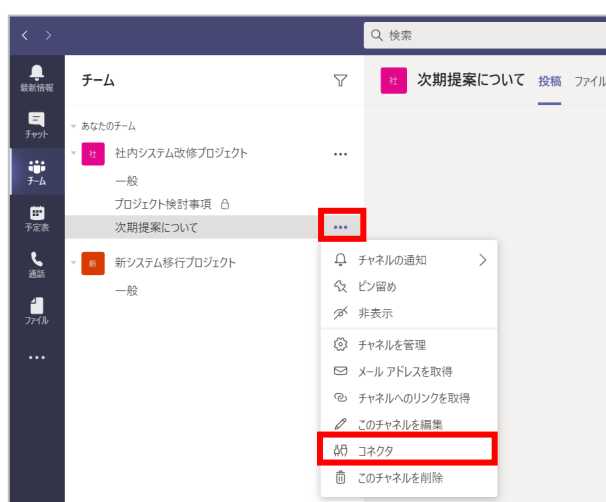 検索
最新情報
チャット
チーム
予定表
通話
ファイル
チーム
あなたのチーム
社 社内システム改修プロジェクト
一般
プロジェクト検討事項
次期提案について
新 新システム移行プロジェクト
一般
社 次期提案について 投稿 ファイル
チャネルの通知
ピン留め
非表示
チャネルを管理
メール アドレスを取得
チャネルへのリンクを取得
このチャネルを編集
コネクタ
このチャネルを削除